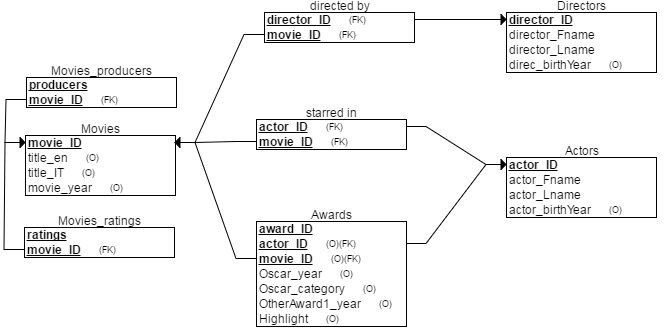 directed by
director_ID (FK)
movie_ID (FK)
Directors
director_ID
director_Fname
director_Lname
direc_birthYear (O)
Movies_producers
producers
movie_ID (FK)
Movies
movie_ID
title_en (O)
title_IT (O)
movie_year (O)
starred in
actor_ID (FK)
movie_ID (FK)
Actors
actor_ID
actor_Fname
actor_Lname
actor_birthYear (O)
Movies_ratings
ratings
movie_ID (FK)
Awards
award_ID
actor_ID (O)(FK)
movie_ID (O)(FK)
Oscar_year (O)
Oscar_category (O)
OtherAward1_year (O)
Highlight (O)